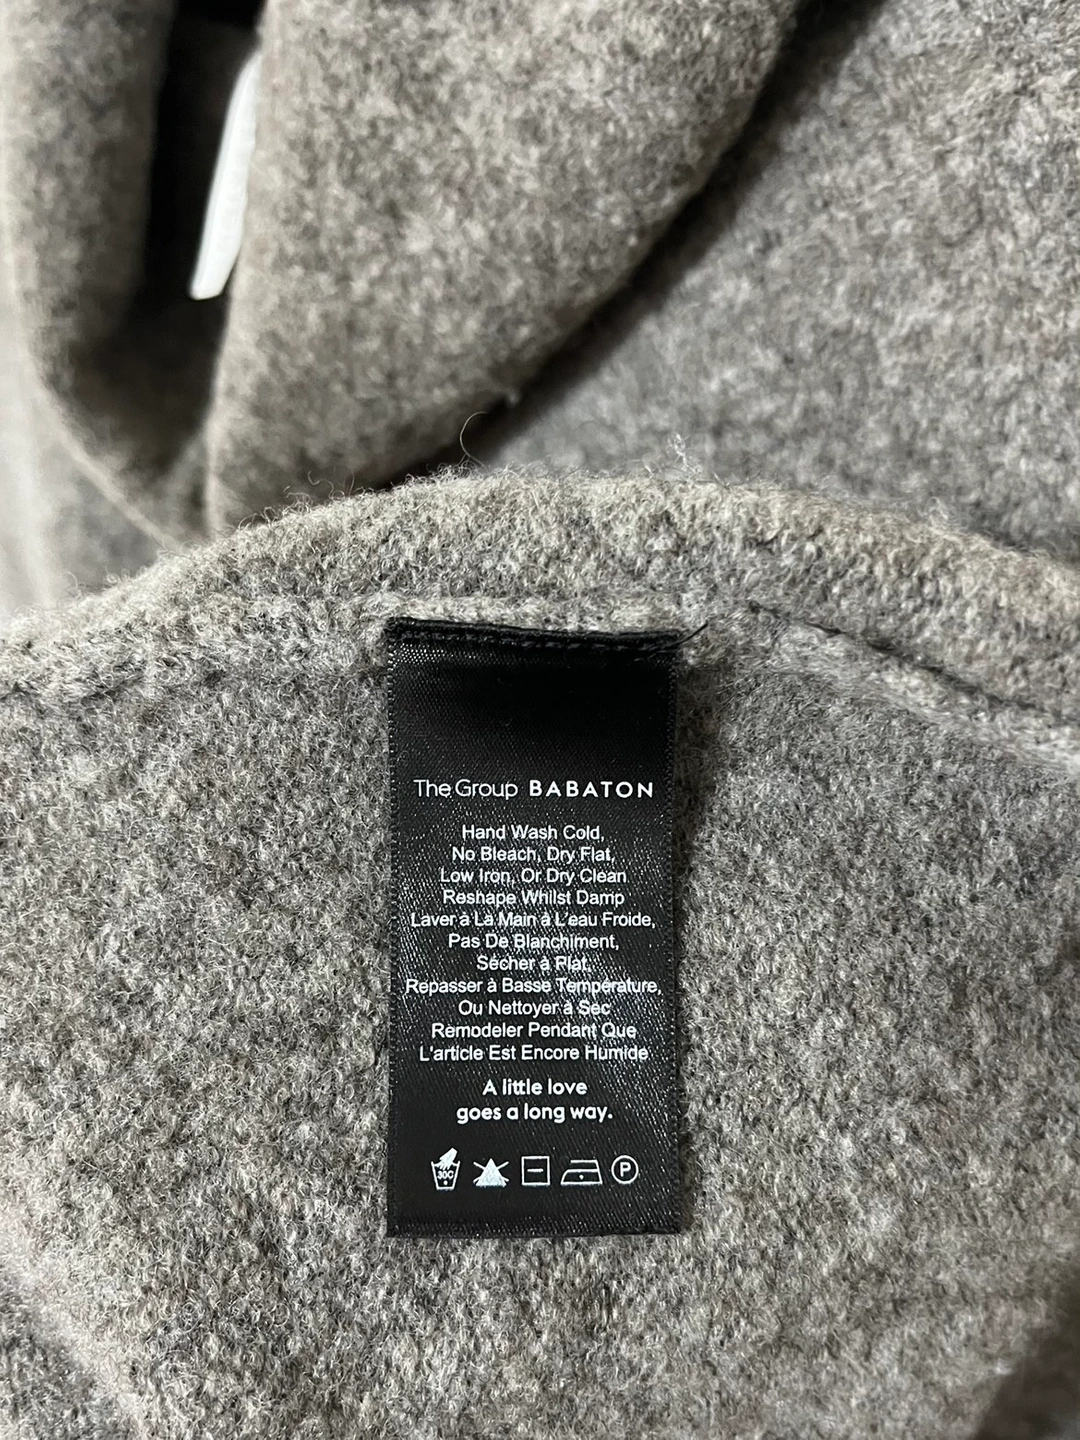 The Group BABATON
Hand Wash Cold,
No Bleach, Dry Flat,
Low Iron, Or Dry Clean
Reshape Whilst Damp
Laver à La Main à L'eau Froide,
Pas De Blanchiment,
Sécher à Plat,
Repasser à Basse Température,
Ou Nettoyer à Sec
Remodeler Pendant Que
L'article Est Encore Humide
A little love
goes a long way.
30C P